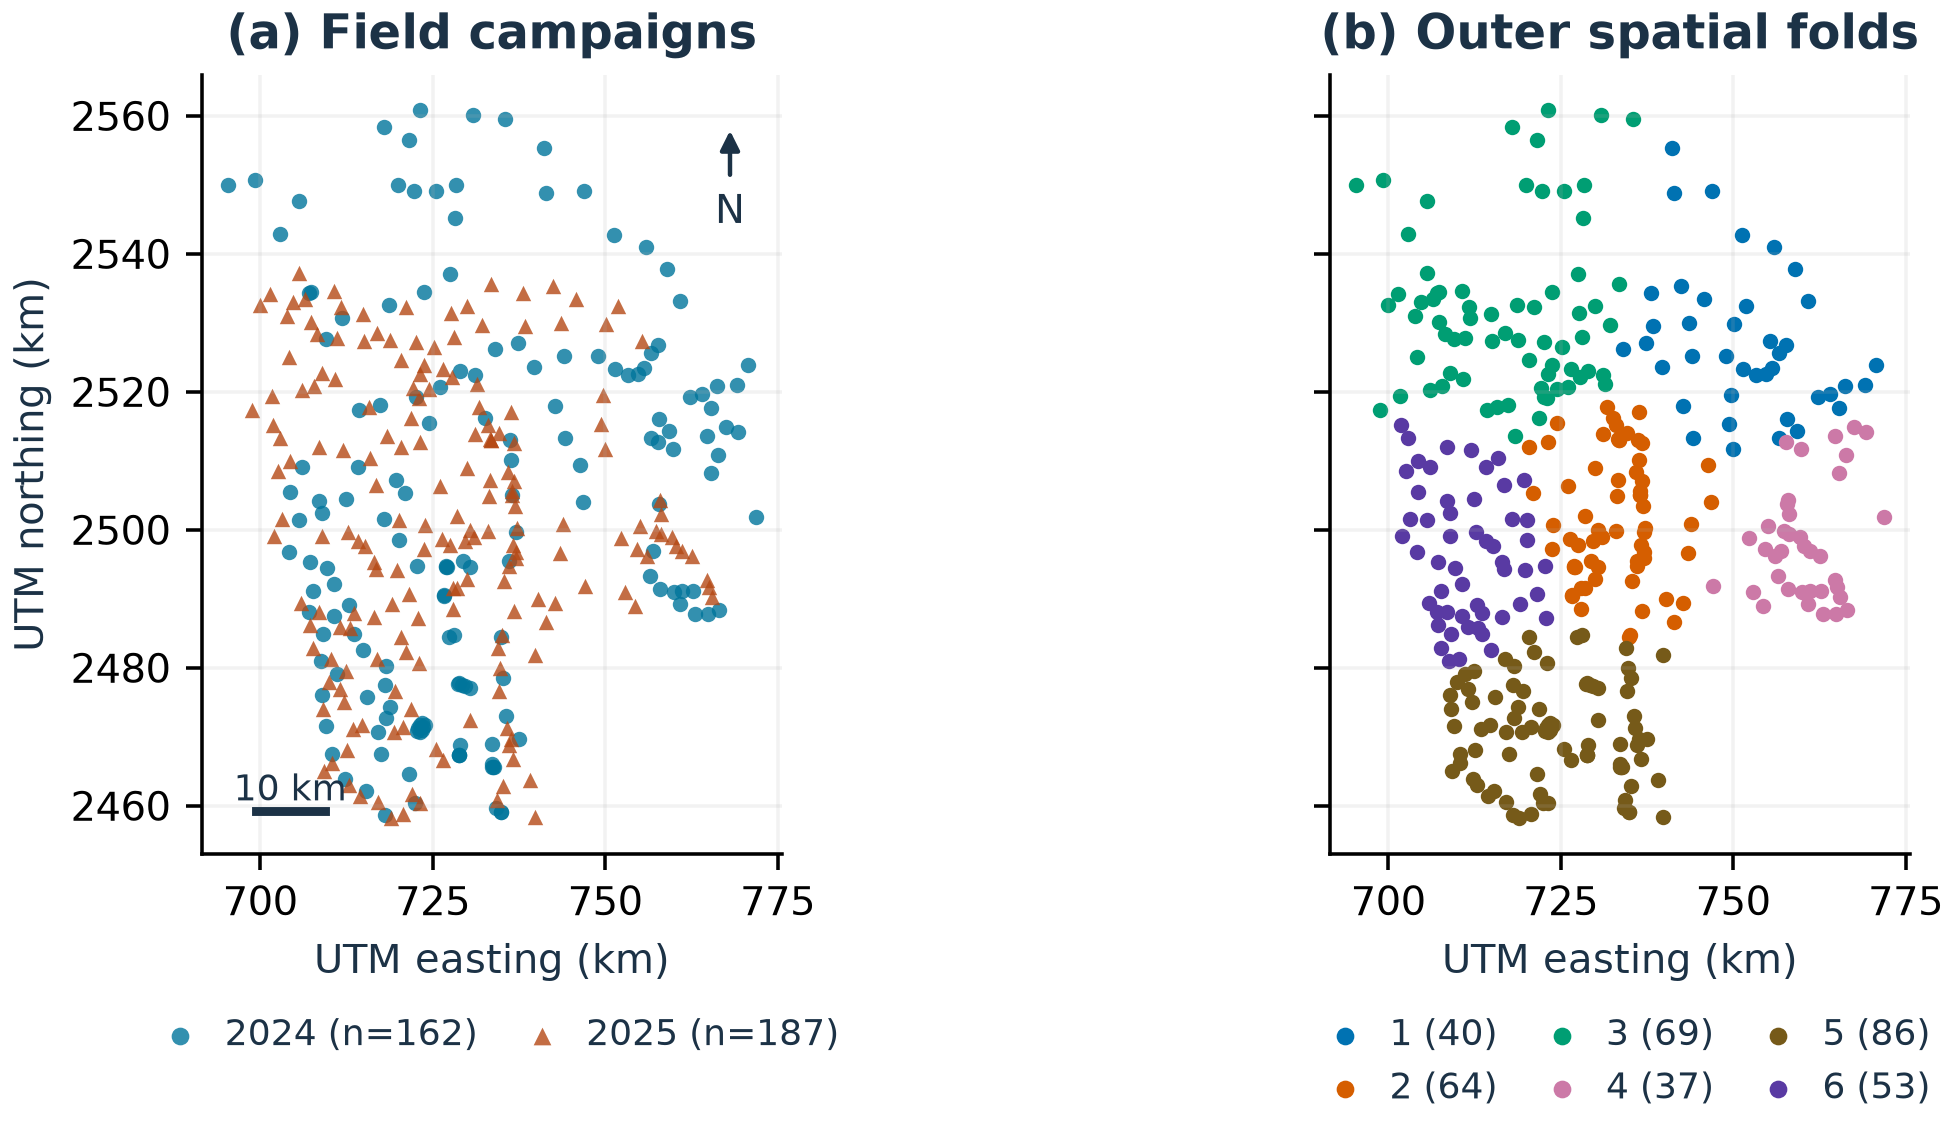 (a) Field campaigns
(b) Outer spatial folds
2560
2540
2520
2500
2480
2460
UTM northing (km)
N
10 km
700 725 750 775
700 725 750 775
UTM easting (km)
UTM easting (km)
2024 (n=162) 2025 (n=187)
1 (40) 3 (69) 5 (86)
2 (64) 4 (37) 6 (53)